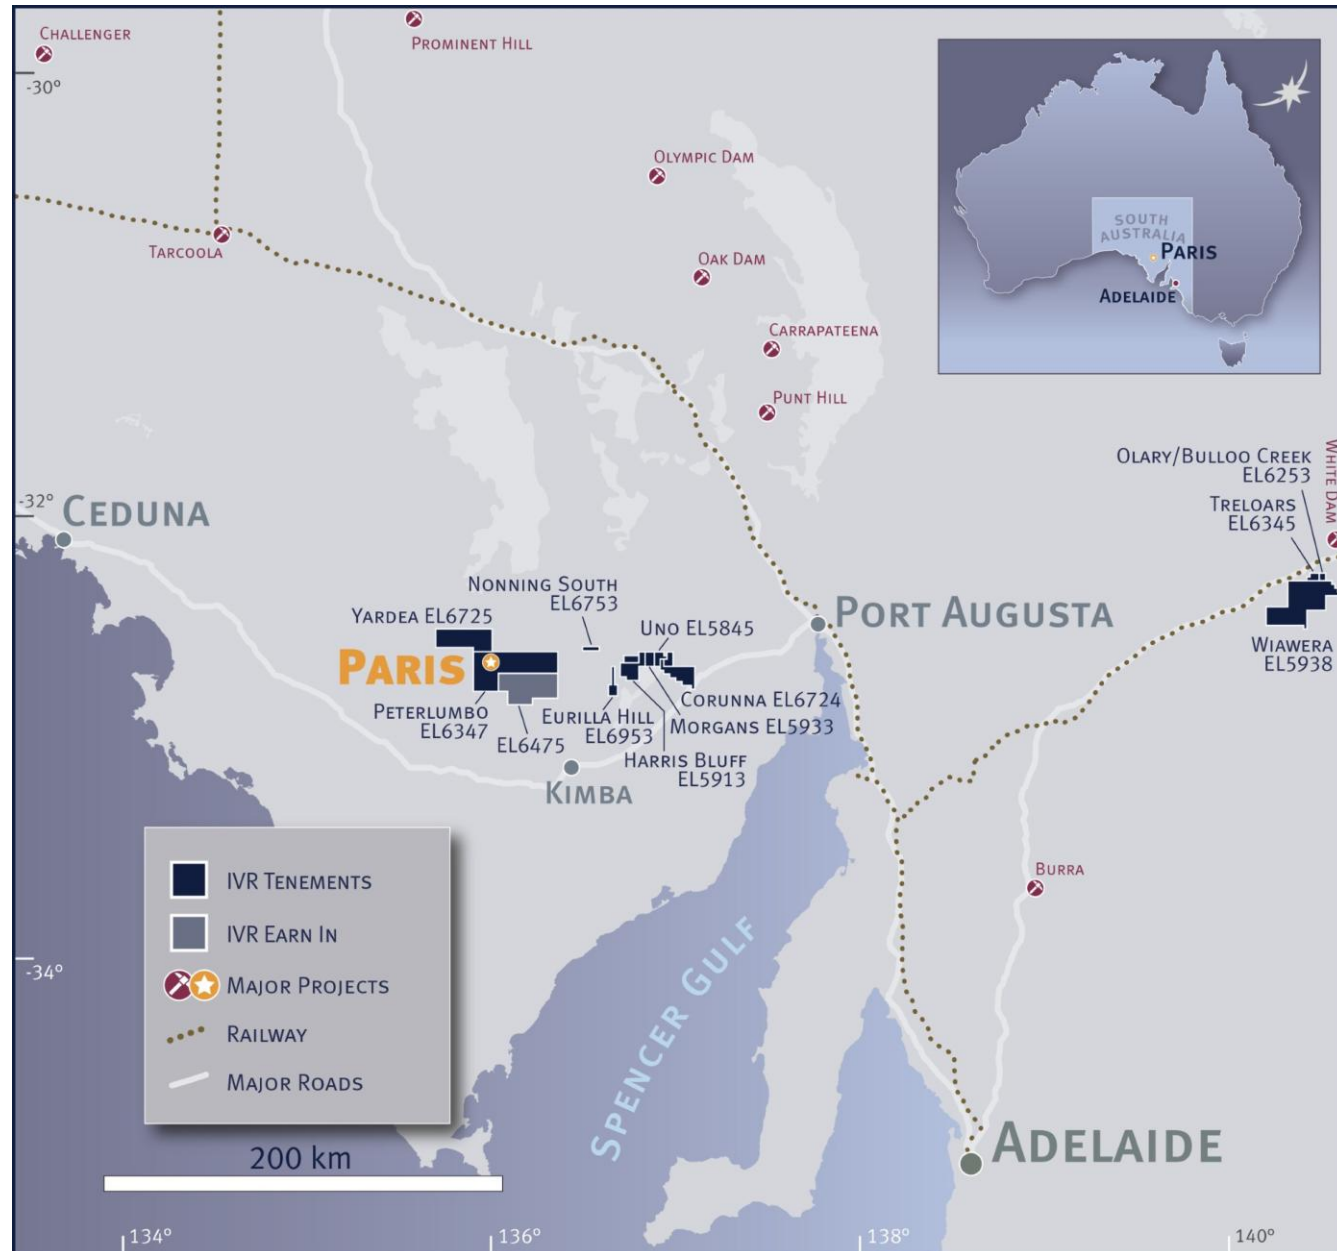 CHALLENGER
PROMINENT HILL
-30°
OLYMPIC DAM
SOUTH
AUSTRALIA
PARIS
ADELAIDE
TARCOOLA
OAK DAM
CARRAPATEENA
PUNT HILL
OLARY/BULLOO CREEK
EL6253
WHITE DAM
TRELOARS
EL6345
-32°
CEDUNA
NONNING SOUTH
EL6753
YARDEA EL6725
UNO EL5845
PORT AUGUSTA
WIAWERA
EL5938
PARIS
PETERLUMBO
EL6347
EL6475
EURILLA HILL
EL6953
CORUNNA EL6724
MORGANS EL5933
HARRIS BLUFF
EL5913
KIMBA
BURRA
IVR TENEMENTS
IVR EARN IN
MAJOR PROJECTS
RAILWAY
MAJOR ROADS
-34°
SPENCER GULF
ADELAIDE
200 km
134°
136°
138°
140°